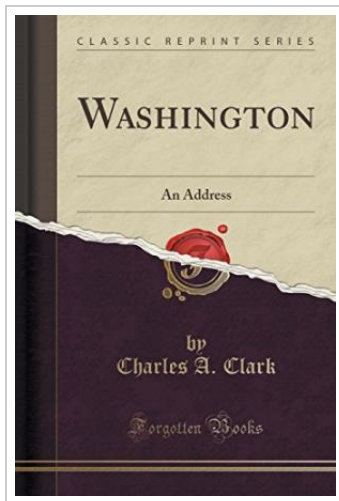 CLASSIC REPRINT SERIES
WASHINGTON
An Address
by
Charles A. Clark
Forgotten Books